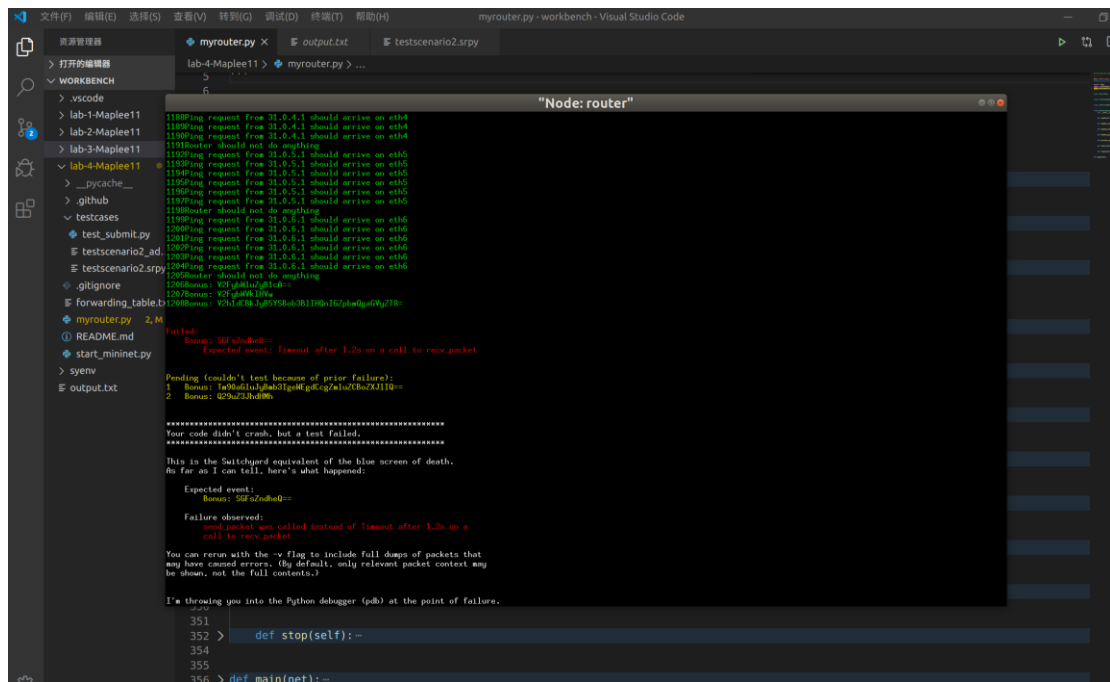 文件(F) 编辑(E) 选择(S) 查看(V) 转到(G) 调试(D) 终端(T) 帮助(H) myrouter.py - workbench - Visual Studio Code
资源管理器
myrouter.py ×
output.txt
testscenario2.srpy
打开的编辑器
lab-4-Maplee11 > myrouter.py > ...
WORKBENCH
5 '''
6
.vscode
lab-1-Maplee11
lab-2-Maplee11
lab-3-Maplee11
lab-4-Maplee11
__pycache__
.github
testcases
test_submit.py
testscenario2_ad.
testscenario2.srpy
.gitignore
forwarding_table.t
myrouter.py 2, M
README.md
start_mininet.py
syenv
output.txt
2
"Node: router"
1188Ping request from 31.0.4.1 should arrive on eth4
1189Ping request from 31.0.4.1 should arrive on eth4
1190Ping request from 31.0.4.1 should arrive on eth4
1191Router should not do anything
1192Ping request from 31.0.5.1 should arrive on eth5
1193Ping request from 31.0.5.1 should arrive on eth5
1194Ping request from 31.0.5.1 should arrive on eth5
1195Ping request from 31.0.5.1 should arrive on eth5
1196Ping request from 31.0.5.1 should arrive on eth5
1197Ping request from 31.0.5.1 should arrive on eth5
1198Router should not do anything
1199Ping request from 31.0.6.1 should arrive on eth6
1200Ping request from 31.0.6.1 should arrive on eth6
1201Ping request from 31.0.6.1 should arrive on eth6
1202Ping request from 31.0.6.1 should arrive on eth6
1203Ping request from 31.0.6.1 should arrive on eth6
1204Ping request from 31.0.6.1 should arrive on eth6
1205Router should not do anything
1206Bonus:
1207Bonus:
1208Bonus:
Failed:
Bonus: SGFsZndheQ==
Expected event: Timeout after 1.2s on a call to recv_packet
Pending (couldn't test because of prior failure):
1 Bonus:
2 Bonus:
************************************************************
Your code didn't crash, but a test failed.
************************************************************
This is the Switchyard equivalent of the blue screen of death.
As far as I can tell, here's what happened:
Expected event:
Bonus: SGFsZndheQ==
Failure observed:
send_packet was called instead of Timeout after 1.2s on a
call to recv_packet
You can rerun with the -v flag to include full dumps of packets that
may have caused errors. (By default, only relevant packet context may
be shown, not the full contents.)
I'm throwing you into the Python debugger (pdb) at the point of failure.
350
351
352 def stop(self):
354
355
356 def main(net):